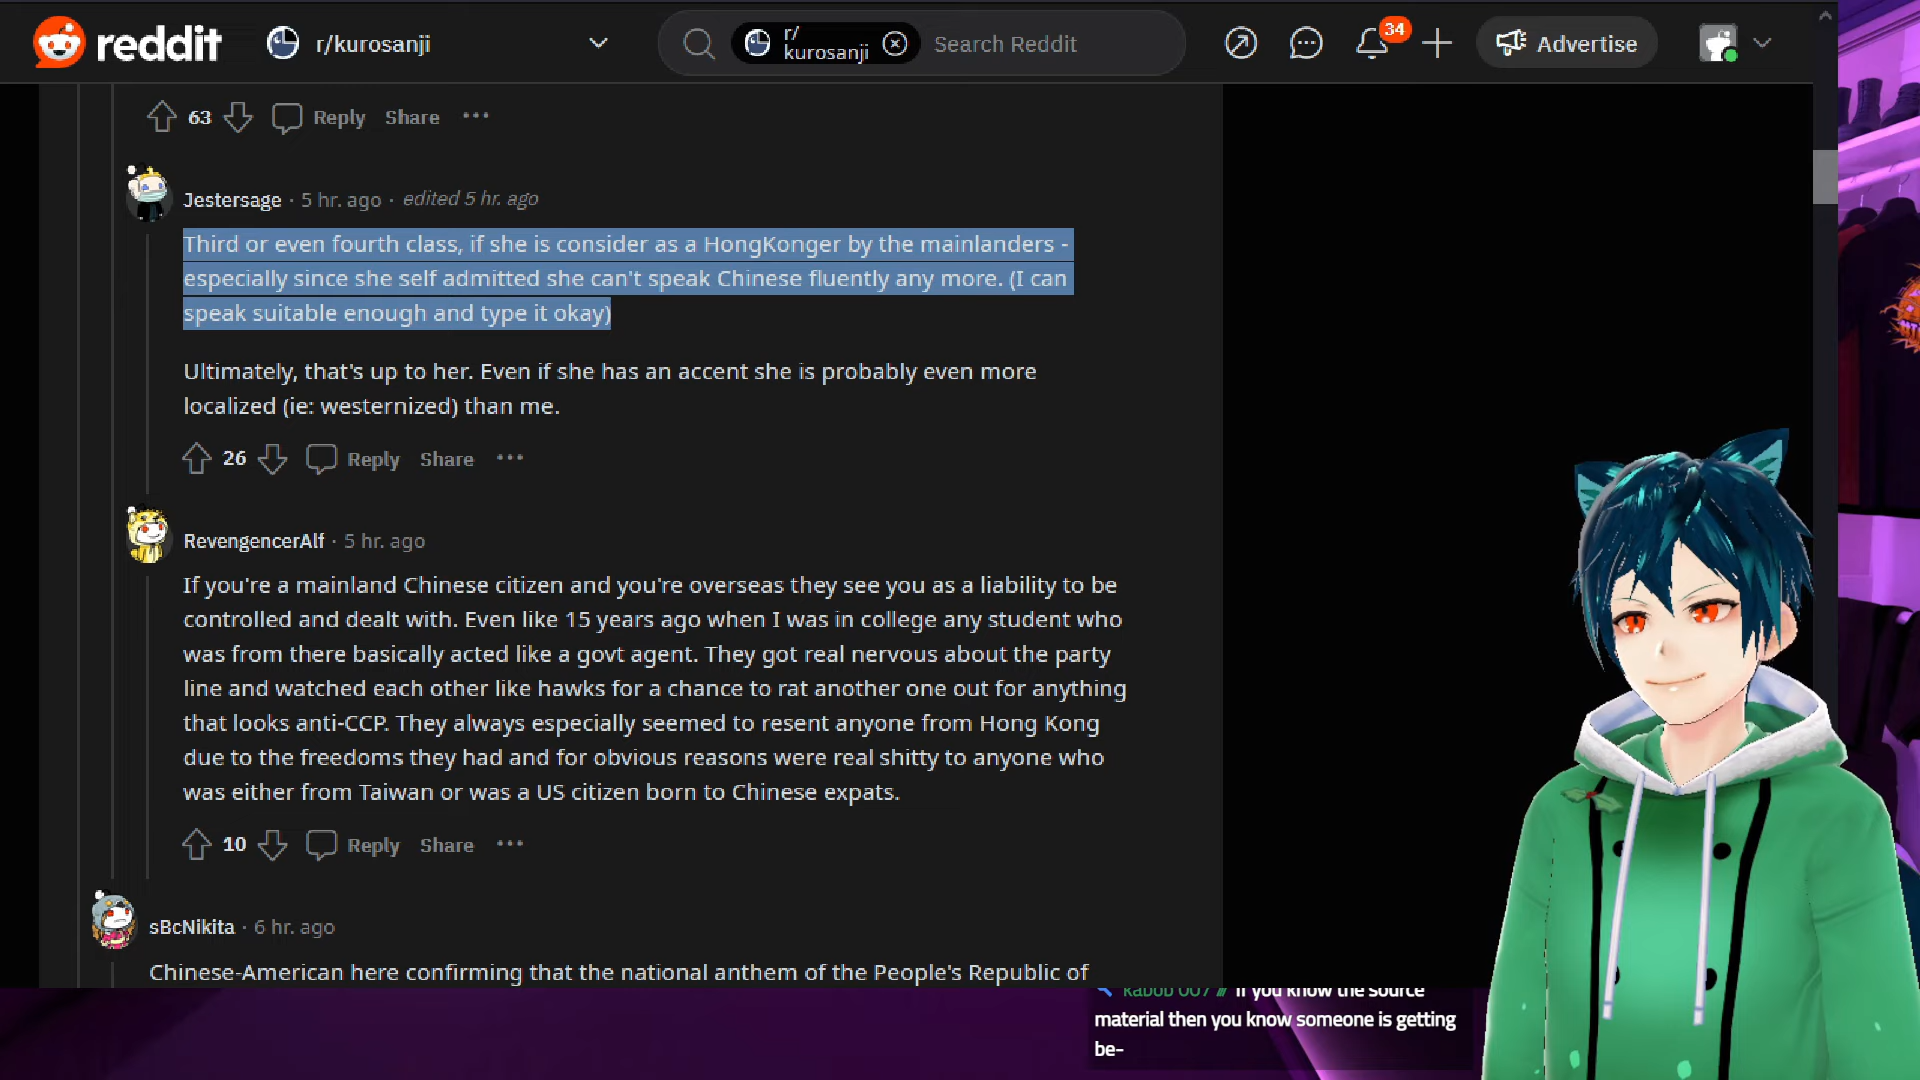 reddit
r/kurosanji
r/
kurosanji
Search Reddit
34
Advertise
63
Reply
Share
Jestersage · 5 hr. ago · edited 5 hr. ago
Third or even fourth class, if she is consider as a HongKonger by the mainlanders -
especially since she self admitted she can't speak Chinese fluently any more. (I can
speak suitable enough and type it okay)
Ultimately, that's up to her. Even if she has an accent she is probably even more
localized (ie: westernized) than me.
26
Reply
Share
RevengencerAlf · 5 hr. ago
If you're a mainland Chinese citizen and you're overseas they see you as a liability to be
controlled and dealt with. Even like 15 years ago when I was in college any student who
was from there basically acted like a govt agent. They got real nervous about the party
line and watched each other like hawks for a chance to rat another one out for anything
that looks anti-CCP. They always especially seemed to resent anyone from Hong Kong
due to the freedoms they had and for obvious reasons were real shitty to anyone who
was either from Taiwan or was a US citizen born to Chinese expats.
10
Reply
Share
sBcNikita · 6 hr. ago
Chinese-American here confirming that the national anthem of the People's Republic of
If you know the source
material then you know someone is getting
be-